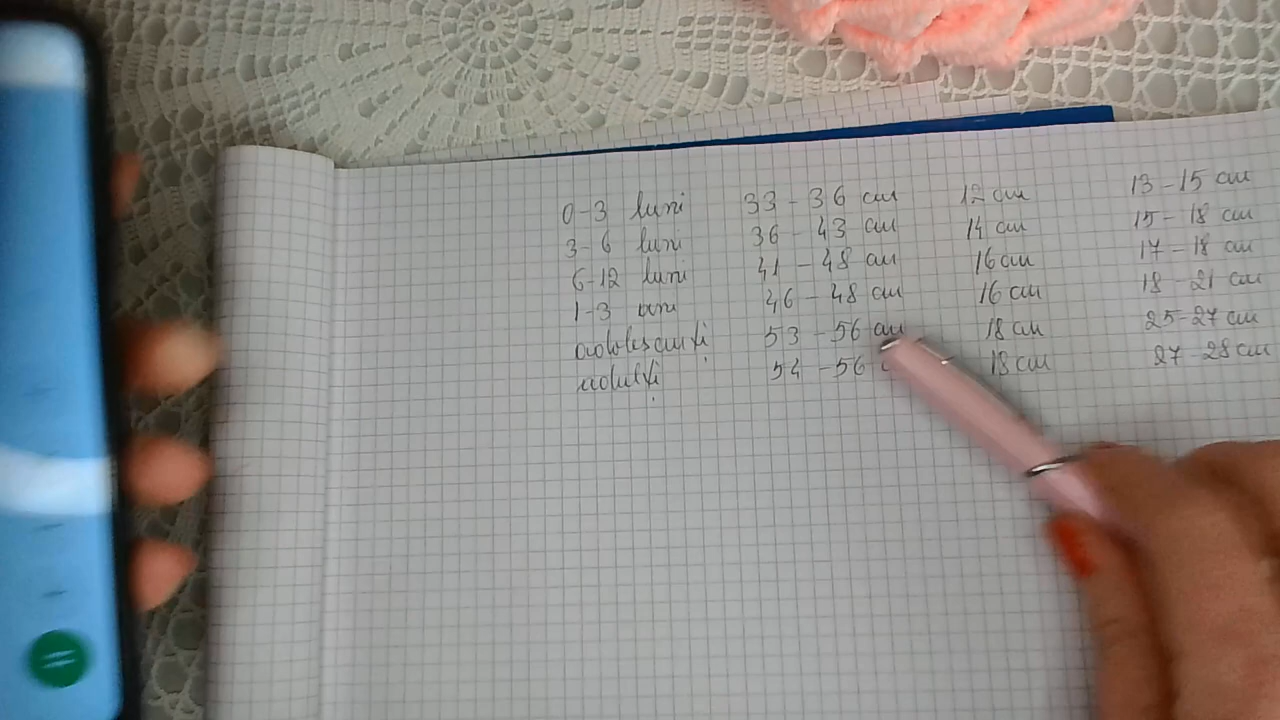 0-3 luni 33 - 36 cm 12 cm 13 - 15 cm
3-6 luni 36 - 43 cm 14 cm 15 - 18 cm
6-12 luni 41 - 48 cm 16 cm 17 - 18 cm
1-3 ani 46 - 48 cm 16 cm 18 - 21 cm
adolescenți 53 - 56 cm 18 cm 25-27 cm
adulți 54 - 56 c 18 cm 27-28 cm